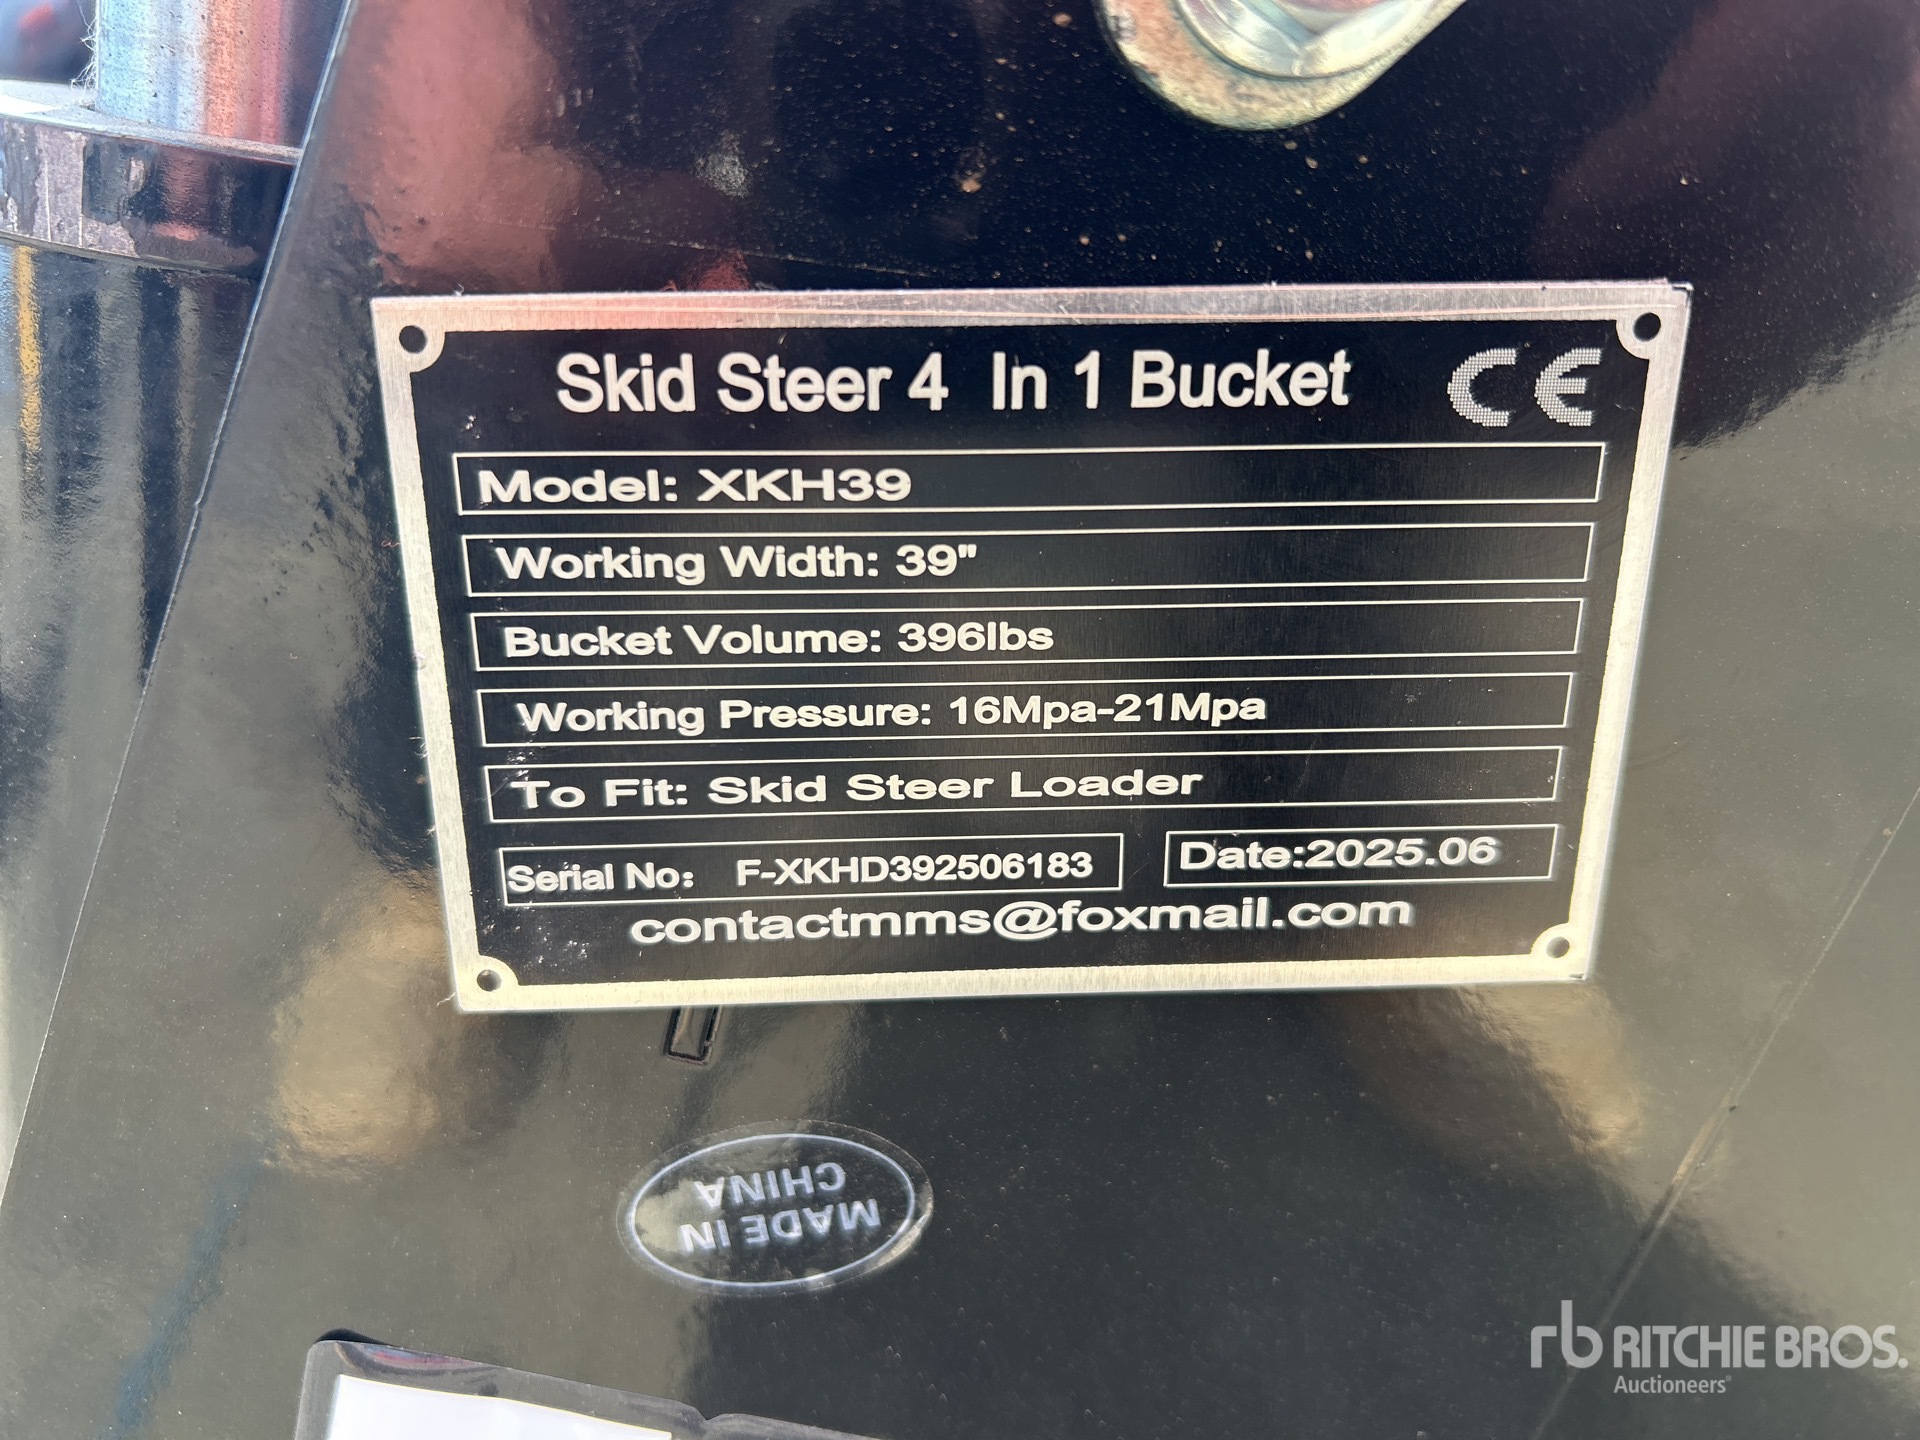 Skid Steer 4 In 1 Bucket CE
Model: XKH39
Working Width: 39"
Bucket Volume: 396lbs
Working Pressure: 16Mpa-21Mpa
To Fit: Skid Steer Loader
Serial No: F-XKHD392506183 Date:2025.06
contactmms@foxmail.com
MADE IN
CHINA
rb RITCHIE BROS.
Auctioneers®